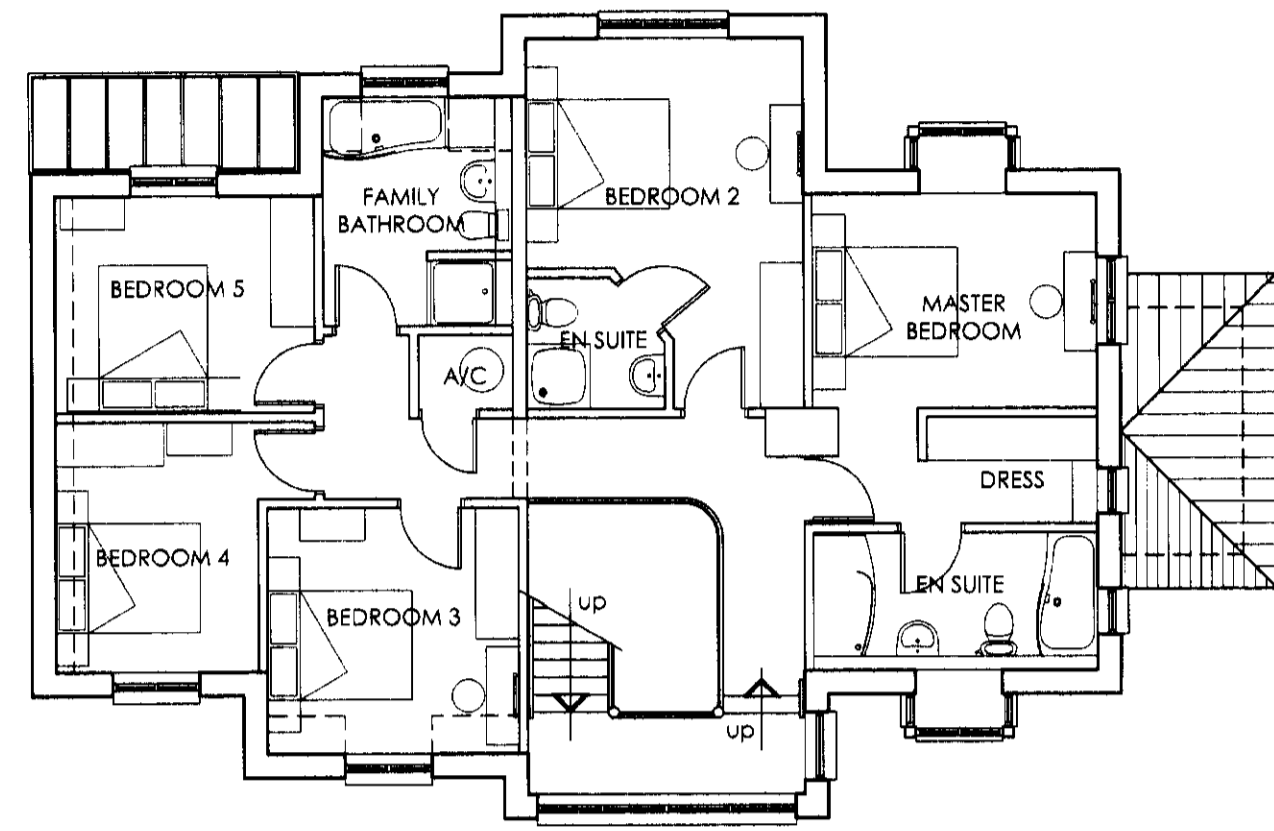 FAMILY
BATHROOM
BEDROOM 2
BEDROOM 5
MASTER
BEDROOM
EN SUITE
A/C
DRESS
BEDROOM 4
EN SUITE
BEDROOM 3
up
up